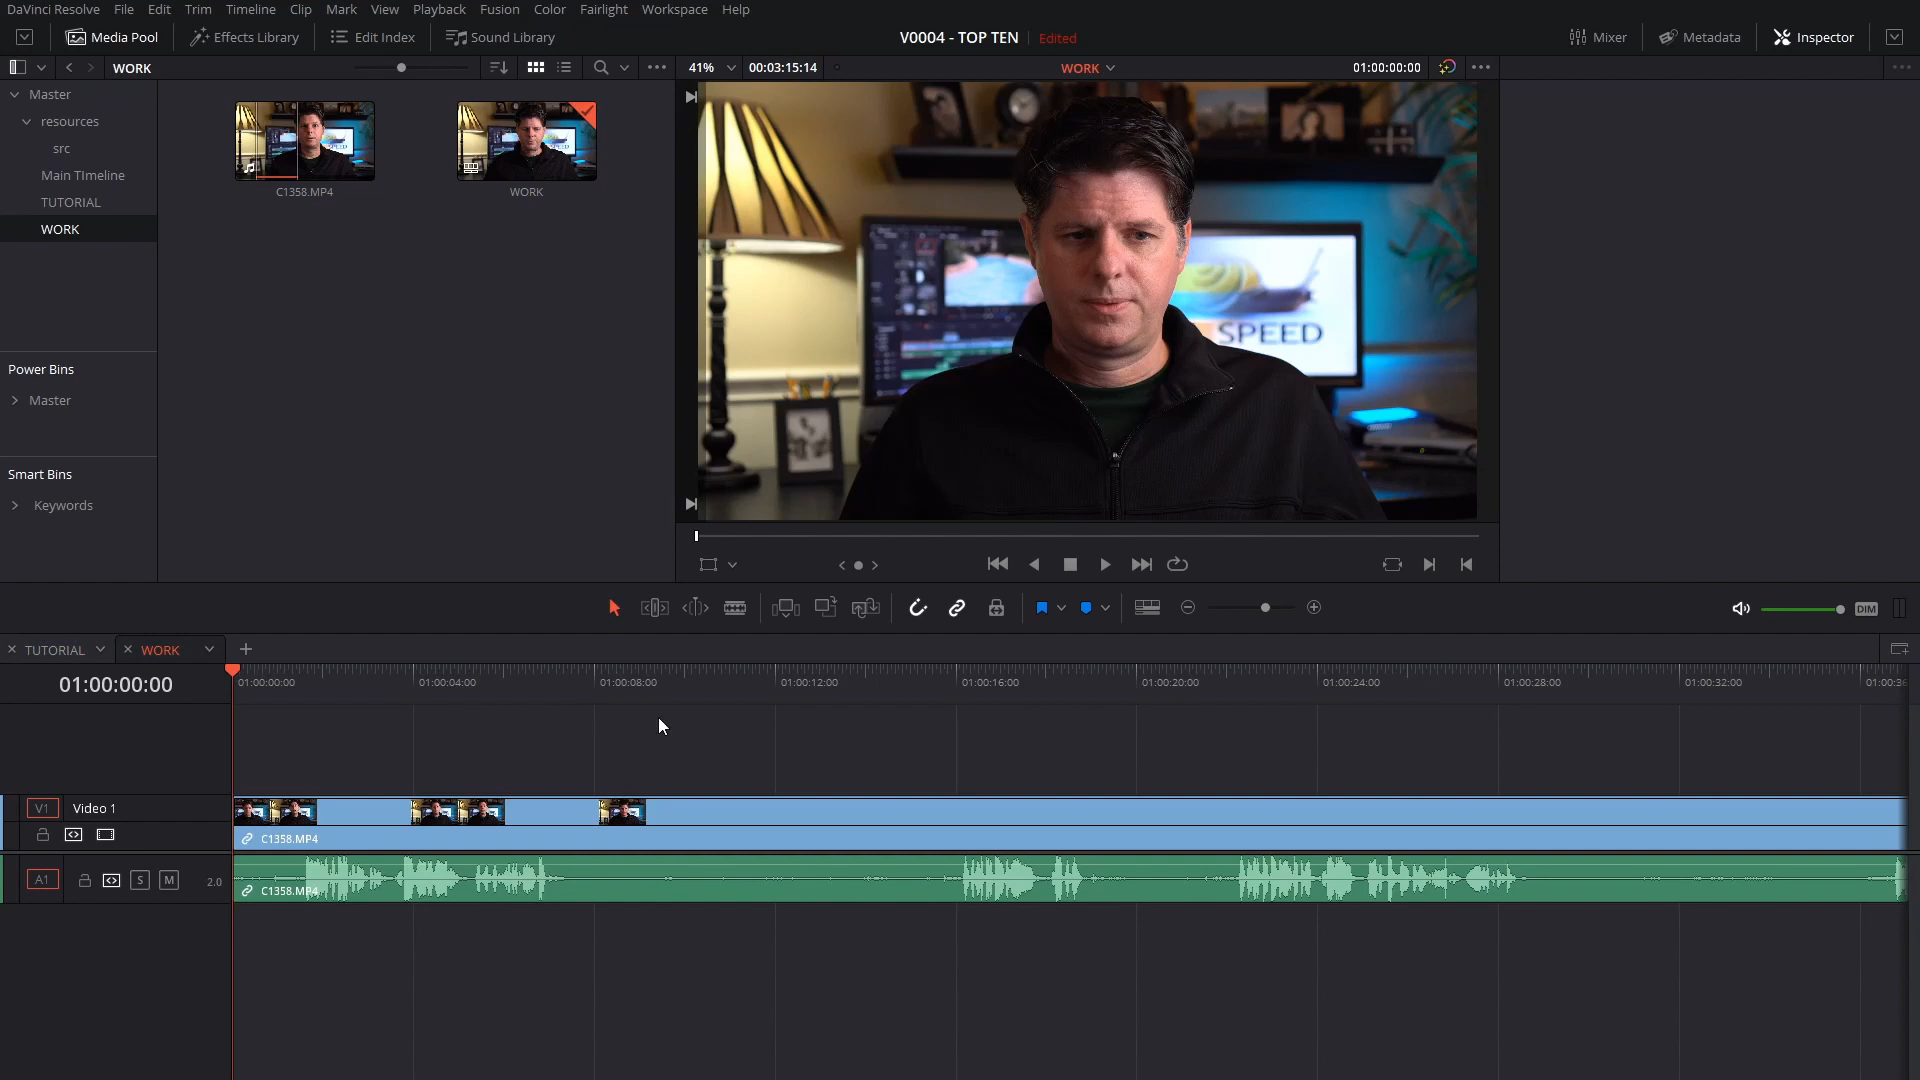 DaVinci Resolve File Edit Trim Timeline Clip Mark View Playback Fusion Color Fairlight Workspace Help
Media Pool Effects Library Edit Index Sound Library V0004 - TOP TEN Edited Mixer Metadata Inspector
WORK 41% 00:03:15:14 WORK 01:00:00:00
Master
resources
src
Main TImeline
TUTORIAL
WORK
C1358.MP4 WORK
SPEED
Power Bins
Master
Smart Bins
Keywords
DIM
TUTORIAL WORK
01:00:00:00
01:00:00:00 01:00:04:00 01:00:08:00 01:00:12:00 01:00:16:00 01:00:20:00 01:00:24:00 01:00:28:00 01:00:32:00
V1 Video 1
C1358.MP4
A1 S M 2.0
C1358.MP4